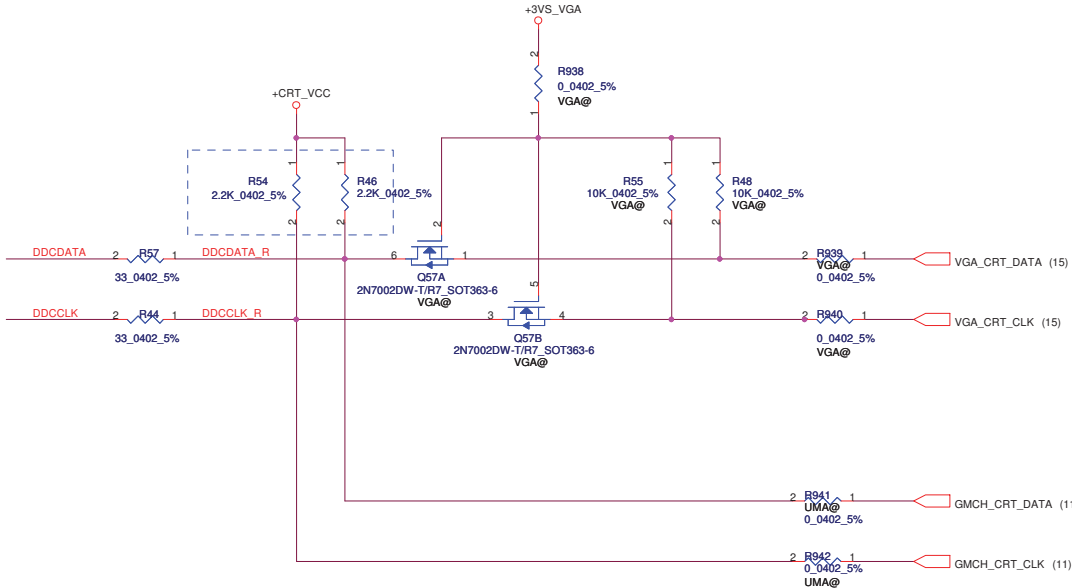 +3VS_VGA
2
R938
0_0402_5%
VGA@
1
+CRT_VCC
1
1
R54
2.2K_0402_5%
R46
2.2K_0402_5%
2
2
1
1
R55
10K_0402_5%
VGA@
R48
10K_0402_5%
VGA@
2
2
2
DDCDATA
2
R57
1
33_0402_5%
DDCDATA_R
6
1
Q57A
2N7002DW-T/R7_SOT363-6
VGA@
2
R939
1
VGA@
0_0402_5%
VGA_CRT_DATA (15)
5
DDCCLK
2
R44
1
33_0402_5%
DDCCLK_R
3
4
Q57B
2N7002DW-T/R7_SOT363-6
VGA@
2
R940
1
0_0402_5%
VGA@
VGA_CRT_CLK (15)
2
R941
1
UMA@
0_0402_5%
GMCH_CRT_DATA (11
2
R942
1
0_0402_5%
UMA@
GMCH_CRT_CLK (11)